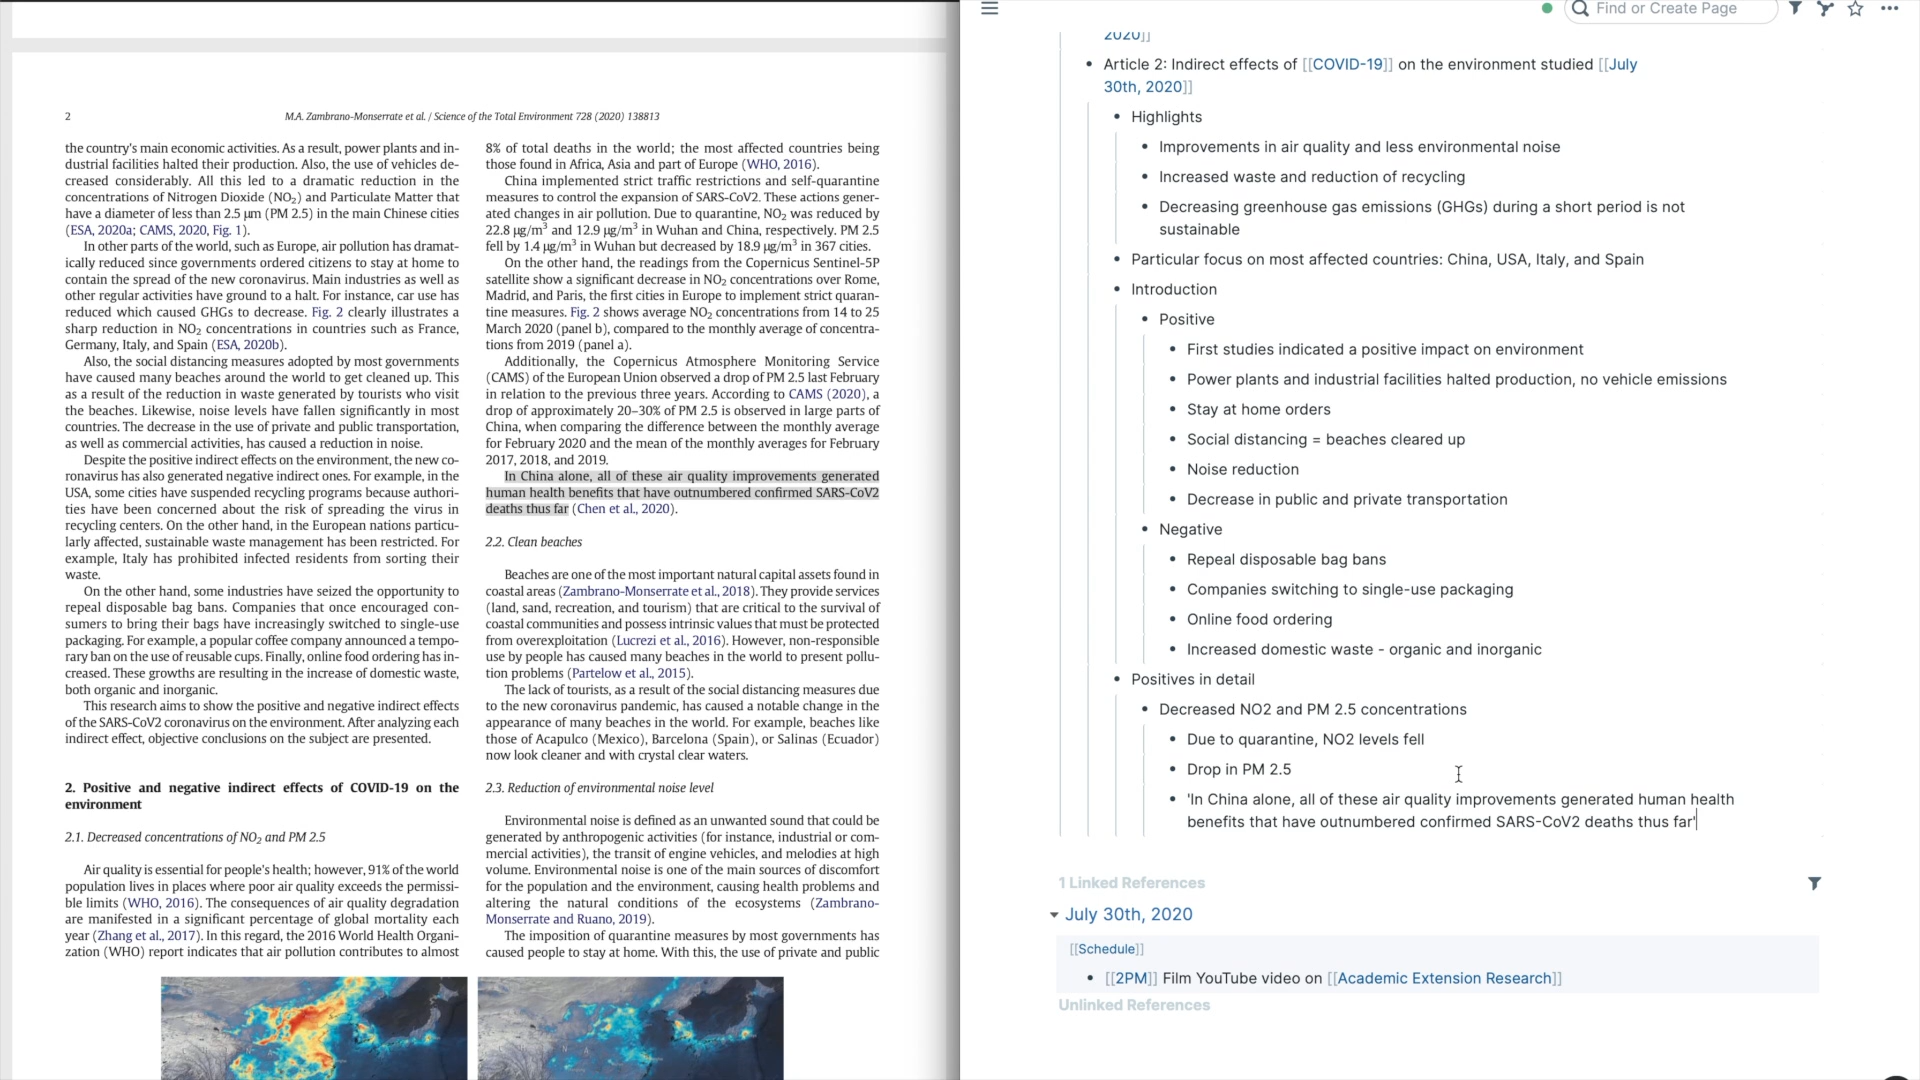 2
M.A. Zambrano-Monserrate et al. / Science of the Total Environment 728 (2020) 138813
the country's main economic activities. As a result, power plants and in-
dustrial facilities halted their production. Also, the use of vehicles de-
creased considerably. All this led to a dramatic reduction in the
concentrations of Nitrogen Dioxide (NO2) and Particulate Matter that
have a diameter of less than 2.5 μm (PM 2.5) in the main Chinese cities
(ESA, 2020a; CAMS, 2020, Fig. 1).
In other parts of the world, such as Europe, air pollution has dramat-
ically reduced since governments ordered citizens to stay at home to
contain the spread of the new coronavirus. Main industries as well as
other regular activities have ground to a halt. For instance, car use has
reduced which caused GHGs to decrease. Fig. 2 clearly illustrates a
sharp reduction in NO2 concentrations in countries such as France,
Germany, Italy, and Spain (ESA, 2020b).
Also, the social distancing measures adopted by most governments
have caused many beaches around the world to get cleaned up. This
as a result of the reduction in waste generated by tourists who visit
the beaches. Likewise, noise levels have fallen significantly in most
countries. The decrease in the use of private and public transportation,
as well as commercial activities, has caused a reduction in noise.
Despite the positive indirect effects on the environment, the new co-
ronavirus has also generated negative indirect ones. For example, in the
USA, some cities have suspended recycling programs because authori-
ties have been concerned about the risk of spreading the virus in
recycling centers. On the other hand, in the European nations particu-
larly affected, sustainable waste management has been restricted. For
example, Italy has prohibited infected residents from sorting their
waste.
On the other hand, some industries have seized the opportunity to
repeal disposable bag bans. Companies that once encouraged con-
sumers to bring their bags have increasingly switched to single-use
packaging. For example, a popular coffee company announced a tempo-
rary ban on the use of reusable cups. Finally, online food ordering has in-
creased. These growths are resulting in the increase of domestic waste,
both organic and inorganic.
This research aims to show the positive and negative indirect effects
of the SARS-CoV2 coronavirus on the environment. After analyzing each
indirect effect, objective conclusions on the subject are presented.
2. Positive and negative indirect effects of COVID-19 on the
environment
2.1. Decreased concentrations of NO2 and PM 2.5
Air quality is essential for people's health; however, 91% of the world
population lives in places where poor air quality exceeds the permissi-
ble limits (WHO, 2016). The consequences of air quality degradation
are manifested in a significant percentage of global mortality each
year (Zhang et al., 2017). In this regard, the 2016 World Health Organi-
zation (WHO) report indicates that air pollution contributes to almost
8% of total deaths in the world; the most affected countries being
those found in Africa, Asia and part of Europe (WHO, 2016).
China implemented strict traffic restrictions and self-quarantine
measures to control the expansion of SARS-CoV2. These actions gener-
ated changes in air pollution. Due to quarantine, NO2 was reduced by
22.8 μg/m3 and 12.9 μg/m3 in Wuhan and China, respectively. PM 2.5
fell by 1.4 μg/m3 in Wuhan but decreased by 18.9 μg/m3 in 367 cities.
On the other hand, the readings from the Copernicus Sentinel-5P
satellite show a significant decrease in NO2 concentrations over Rome,
Madrid, and Paris, the first cities in Europe to implement strict quaran-
tine measures. Fig. 2 shows average NO2 concentrations from 14 to 25
March 2020 (panel b), compared to the monthly average of concentra-
tions from 2019 (panel a).
Additionally, the Copernicus Atmosphere Monitoring Service
(CAMS) of the European Union observed a drop of PM 2.5 last February
in relation to the previous three years. According to CAMS (2020), a
drop of approximately 20–30% of PM 2.5 is observed in large parts of
China, when comparing the difference between the monthly average
for February 2020 and the mean of the monthly averages for February
2017, 2018, and 2019.
In China alone, all of these air quality improvements generated
human health benefits that have outnumbered confirmed SARS-CoV2
deaths thus far (Chen et al., 2020).
2.2. Clean beaches
Beaches are one of the most important natural capital assets found in
coastal areas (Zambrano-Monserrate et al., 2018). They provide services
(land, sand, recreation, and tourism) that are critical to the survival of
coastal communities and possess intrinsic values that must be protected
from overexploitation (Lucrezi et al., 2016). However, non-responsible
use by people has caused many beaches in the world to present pollu-
tion problems (Partelow et al., 2015).
The lack of tourists, as a result of the social distancing measures due
to the new coronavirus pandemic, has caused a notable change in the
appearance of many beaches in the world. For example, beaches like
those of Acapulco (Mexico), Barcelona (Spain), or Salinas (Ecuador)
now look cleaner and with crystal clear waters.
2.3. Reduction of environmental noise level
Environmental noise is defined as an unwanted sound that could be
generated by anthropogenic activities (for instance, industrial or com-
mercial activities), the transit of engine vehicles, and melodies at high
volume. Environmental noise is one of the main sources of discomfort
for the population and the environment, causing health problems and
altering the natural conditions of the ecosystems (Zambrano-
Monserrate and Ruano, 2019).
The imposition of quarantine measures by most governments has
caused people to stay at home. With this, the use of private and public
Find or Create Page
2020]]
Article 2: Indirect effects of [[COVID-19]] on the environment studied [[July
30th, 2020]]
Highlights
Improvements in air quality and less environmental noise
Increased waste and reduction of recycling
Decreasing greenhouse gas emissions (GHGs) during a short period is not
sustainable
Particular focus on most affected countries: China, USA, Italy, and Spain
Introduction
Positive
First studies indicated a positive impact on environment
Power plants and industrial facilities halted production, no vehicle emissions
Stay at home orders
Social distancing = beaches cleared up
Noise reduction
Decrease in public and private transportation
Negative
Repeal disposable bag bans
Companies switching to single-use packaging
Online food ordering
Increased domestic waste - organic and inorganic
Positives in detail
Decreased NO2 and PM 2.5 concentrations
Due to quarantine, NO2 levels fell
Drop in PM 2.5
'In China alone, all of these air quality improvements generated human health
benefits that have outnumbered confirmed SARS-CoV2 deaths thus far'
1 Linked References
July 30th, 2020
[[Schedule]]
[[2PM]] Film YouTube video on [[Academic Extension Research]]
Unlinked References